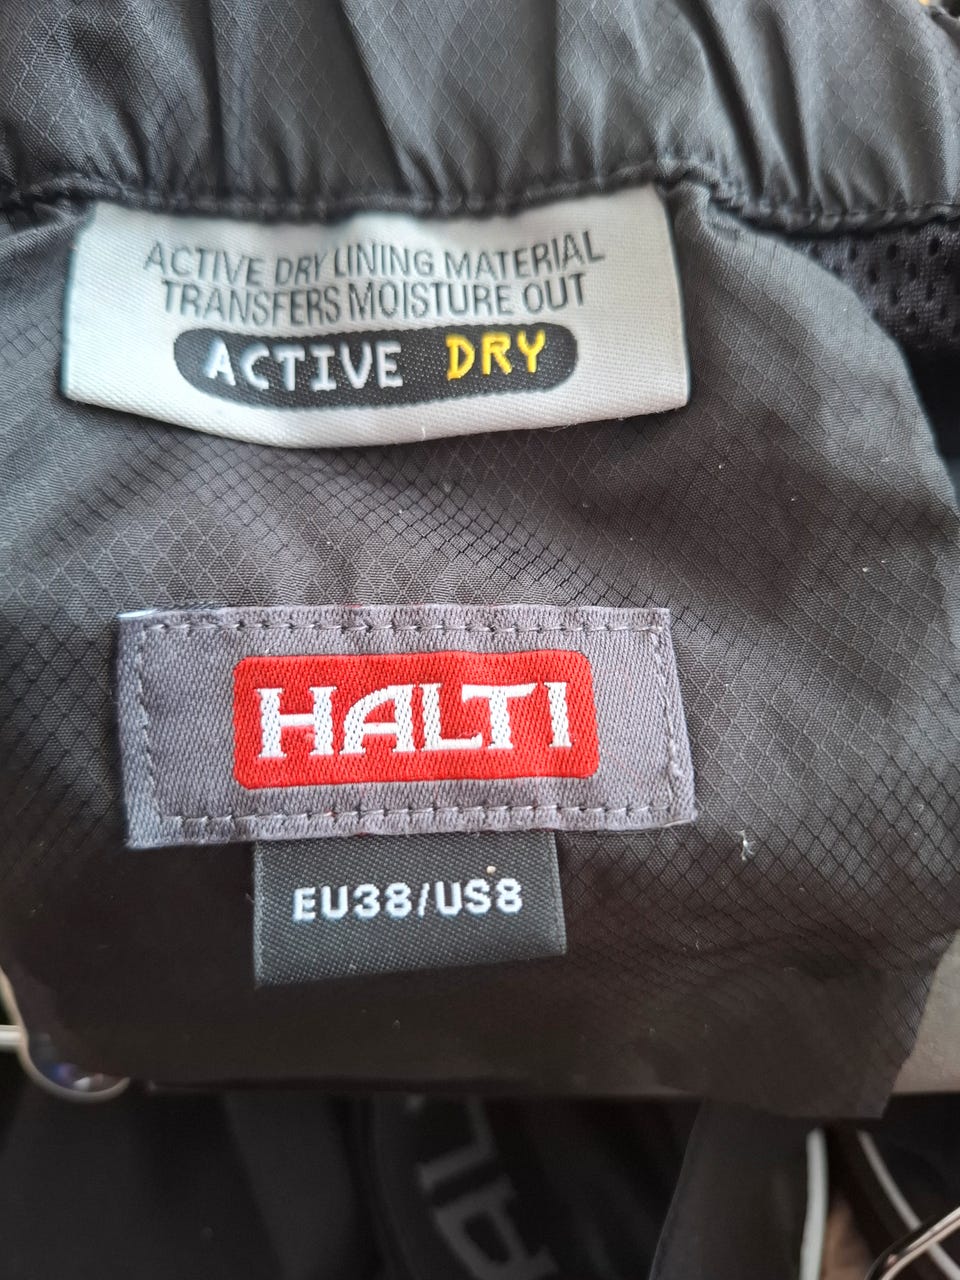 ACTIVE DRY LINING MATERIAL
TRANSFERS MOISTURE OUT
ACTIVE DRY
HALTI
EU38/US8